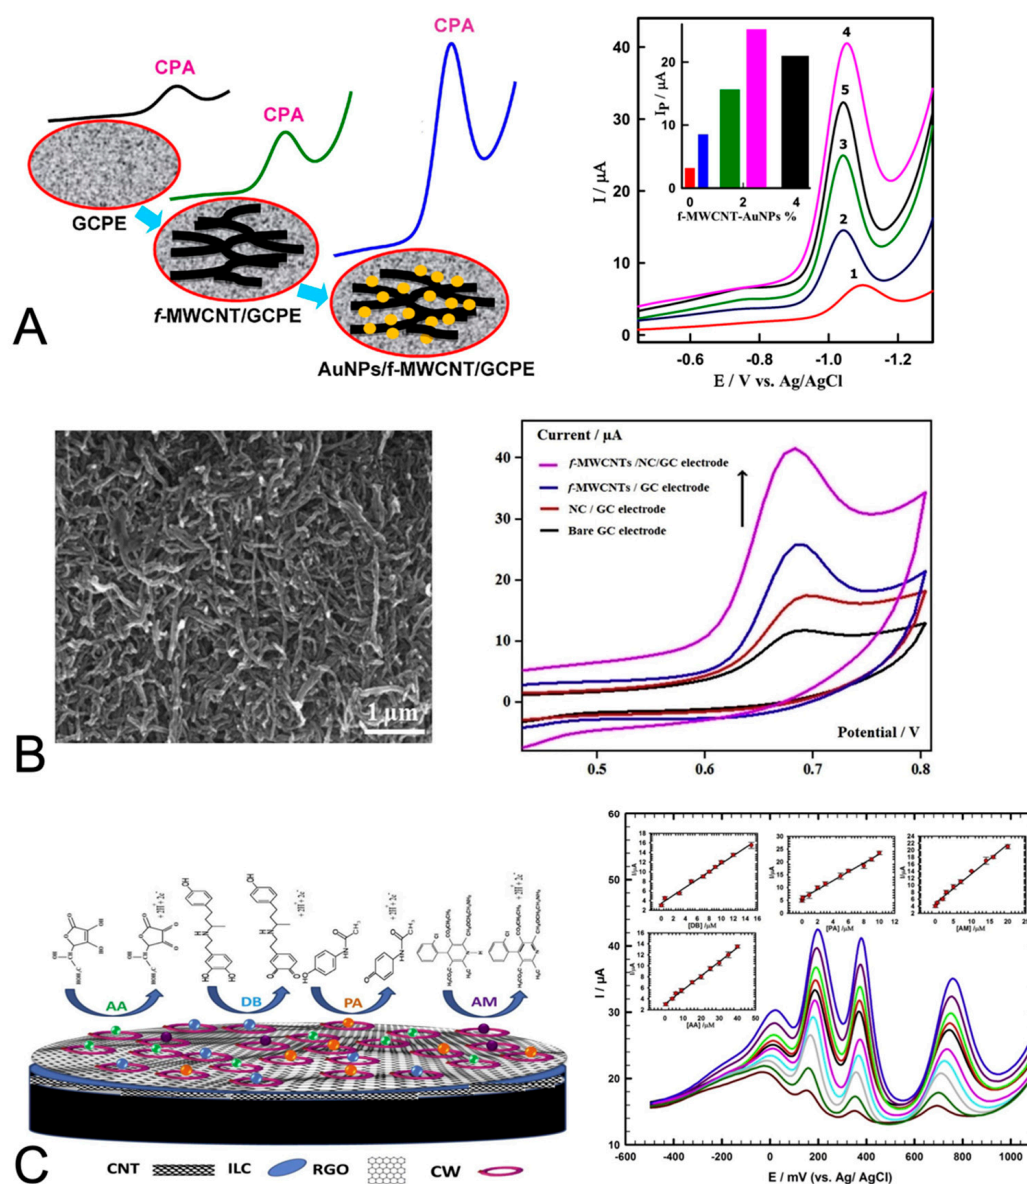 CPA
CPA
CPA
GCPE
f-MWCNT/GCPE
AuNPs/f-MWCNT/GCPE
A
40
30
20
10
0
I / µA
4
5
3
2
1
20
10
0
Ip / µA
0 2 4
f-MWCNT-AuNPs %
-0.6 -0.8 -1.0 -1.2
E / V vs. Ag/AgCl
B
1 µm
Current / µA
f-MWCNTs /NC/GC electrode
f-MWCNTs / GC electrode
NC / GC electrode
Bare GC electrode
40
30
20
10
0
Potential / V
0.5 0.6 0.7 0.8
AA
DB
PA
AM
CNT
ILC
RGO
CW
C
60
50
40
30
20
10
I / µA
[DB] /µM
[PA] /µM
[AM] /µM
[AA] /µM
-600 -400 -200 0 200 400 600 800 1000
E / mV (vs. Ag/ AgCl)